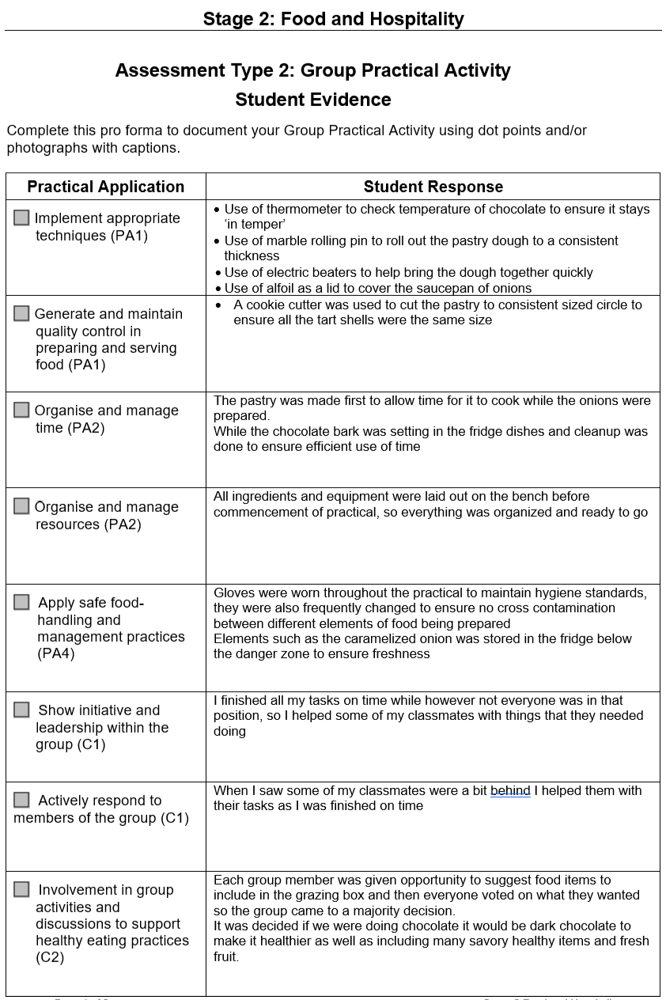 Stage 2: Food and Hospitality
Assessment Type 2: Group Practical Activity
Student Evidence
Complete this pro forma to document your Group Practical Activity using dot points and/or
photographs with captions.
Practical Application
Student Response
Implement appropriate
techniques (PA1)
• Use of thermometer to check temperature of chocolate to ensure it stays
‘in temper’
• Use of marble rolling pin to roll out the pastry dough to a consistent
thickness
• Use of electric beaters to help bring the dough together quickly
• Use of alfoil as a lid to cover the saucepan of onions
Generate and maintain
quality control in
preparing and serving
food (PA1)
• A cookie cutter was used to cut the pastry to consistent sized circle to
ensure all the tart shells were the same size
Organise and manage
time (PA2)
The pastry was made first to allow time for it to cook while the onions were
prepared.
While the chocolate bark was setting in the fridge dishes and cleanup was
done to ensure efficient use of time
Organise and manage
resources (PA2)
All ingredients and equipment were laid out on the bench before
commencement of practical, so everything was organized and ready to go
Apply safe food-
handling and
management practices
(PA4)
Gloves were worn throughout the practical to maintain hygiene standards,
they were also frequently changed to ensure no cross contamination
between different elements of food being prepared
Elements such as the caramelized onion was stored in the fridge below
the danger zone to ensure freshness
Show initiative and
leadership within the
group (C1)
I finished all my tasks on time while however not everyone was in that
position, so I helped some of my classmates with things that they needed
doing
Actively respond to
members of the group (C1)
When I saw some of my classmates were a bit behind I helped them with
their tasks as I was finished on time
Involvement in group
activities and
discussions to support
healthy eating practices
(C2)
Each group member was given opportunity to suggest food items to
include in the grazing box and then everyone voted on what they wanted
so the group came to a majority decision.
It was decided if we were doing chocolate it would be dark chocolate to
make it healthier as well as including many savory healthy items and fresh
fruit.